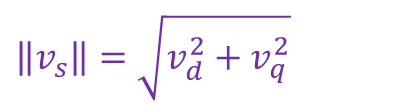 ‖v_s‖ = √(v_d^2 + v_q^2)